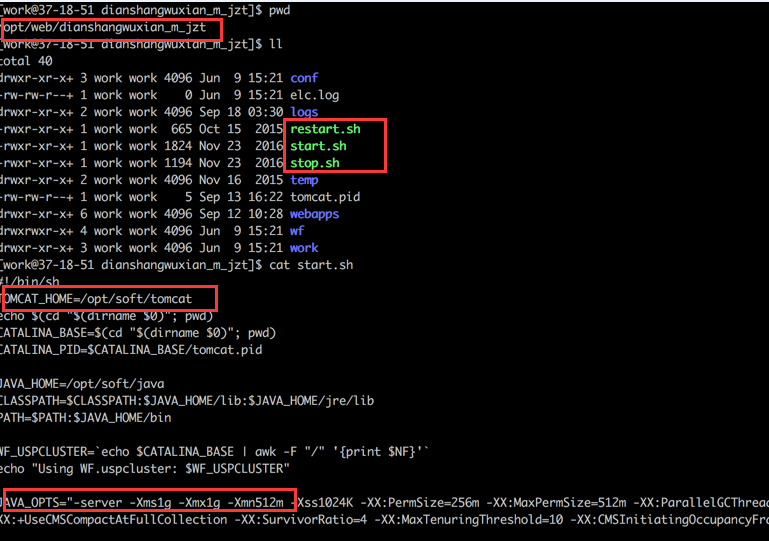 [work@37-18-51 dianshangwuxian_m_jzt]$ pwd
/opt/web/dianshangwuxian_m_jzt
[work@37-18-51 dianshangwuxian_m_jzt]$ ll
total 40
drwxr-xr-x+ 3 work work 4096 Jun  9 15:21 conf
-rw-rw-r--+ 1 work work    0 Jun  9 15:21 elc.log
drwxr-xr-x+ 2 work work 4096 Sep 18 03:30 logs
-rwxr-xr-x+ 1 work work  665 Oct 15  2015 restart.sh
-rwxr-xr-x+ 1 work work 1824 Nov 23  2016 start.sh
-rwxr-xr-x+ 1 work work 1194 Nov 23  2016 stop.sh
drwxr-xr-x+ 2 work work 4096 Nov 16  2015 temp
-rw-rw-r--+ 1 work work    5 Sep 13 16:22 tomcat.pid
drwxr-xr-x+ 6 work work 4096 Sep 12 10:28 webapps
drwxrwxr-x+ 4 work work 4096 Jun  9 15:21 wf
drwxr-xr-x+ 3 work work 4096 Jun  9 15:21 work
[work@37-18-51 dianshangwuxian_m_jzt]$ cat start.sh
#!/bin/sh
TOMCAT_HOME=/opt/soft/tomcat
echo $(cd "$(dirname $0)"; pwd)
CATALINA_BASE=$(cd "$(dirname $0)"; pwd)
CATALINA_PID=$CATALINA_BASE/tomcat.pid
JAVA_HOME=/opt/soft/java
CLASSPATH=$CLASSPATH:$JAVA_HOME/lib:$JAVA_HOME/jre/lib
PATH=$PATH:$JAVA_HOME/bin
WF_USPCLUSTER=`echo $CATALINA_BASE | awk -F "/" '{print $NF}'`
echo "Using WF.uspcluster: $WF_USPCLUSTER"
JAVA_OPTS="-server -Xms1g -Xmx1g -Xmn512m -Xss1024K -XX:PermSize=256m -XX:MaxPermSize=512m -XX:ParallelGCThread
XX:+UseCMSCompactAtFullCollection -XX:SurvivorRatio=4 -XX:MaxTenuringThreshold=10 -XX:CMSInitiatingOccupancyFra